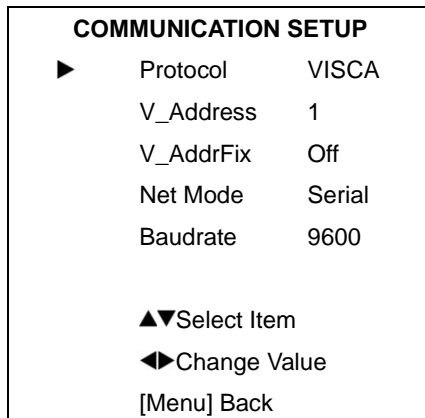 COMMUNICATION SETUP
▶ Protocol VISCA
V_Address 1
V_AddrFix Off
Net Mode Serial
Baudrate 9600
▲▼Select Item
◀▶Change Value
[Menu] Back